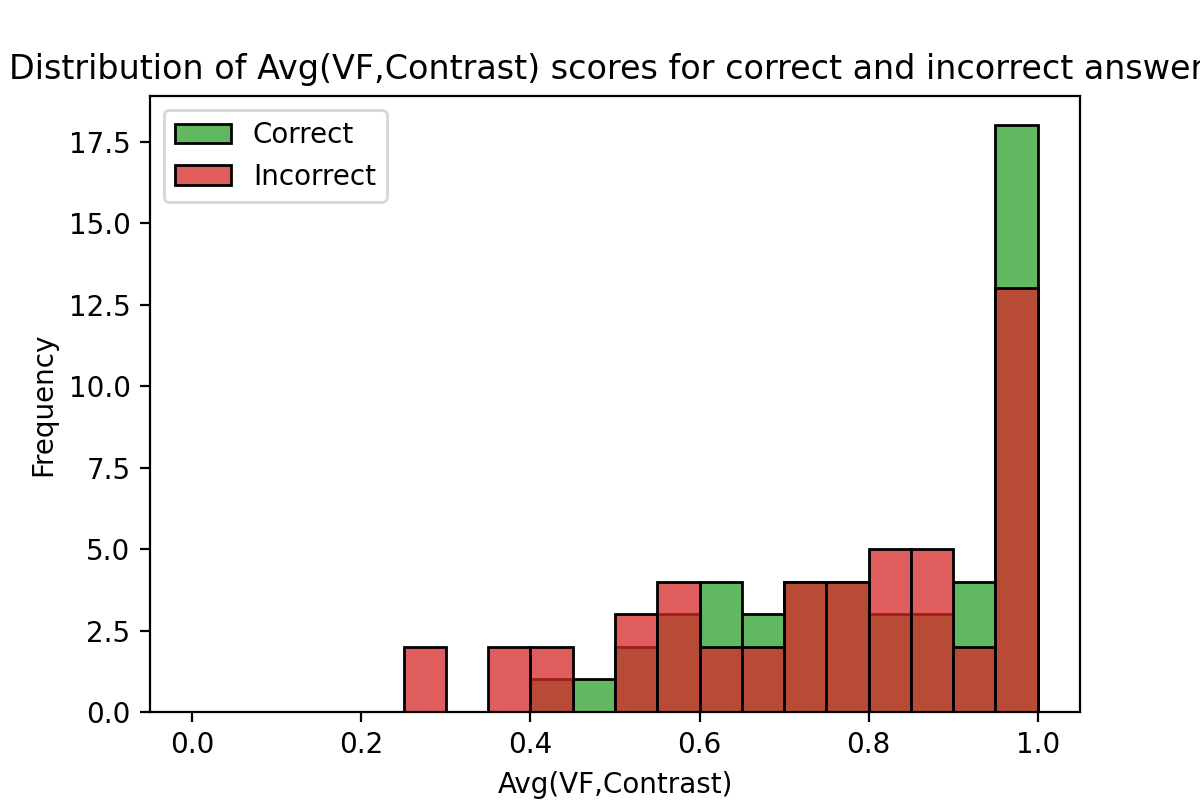 Distribution of Avg(VF,Contrast) scores for correct and incorrect answer
Correct
Incorrect
17.5
15.0
12.5
10.0
7.5
5.0
2.5
0.0
Frequency
0.0 0.2 0.4 0.6 0.8 1.0
Avg(VF,Contrast)